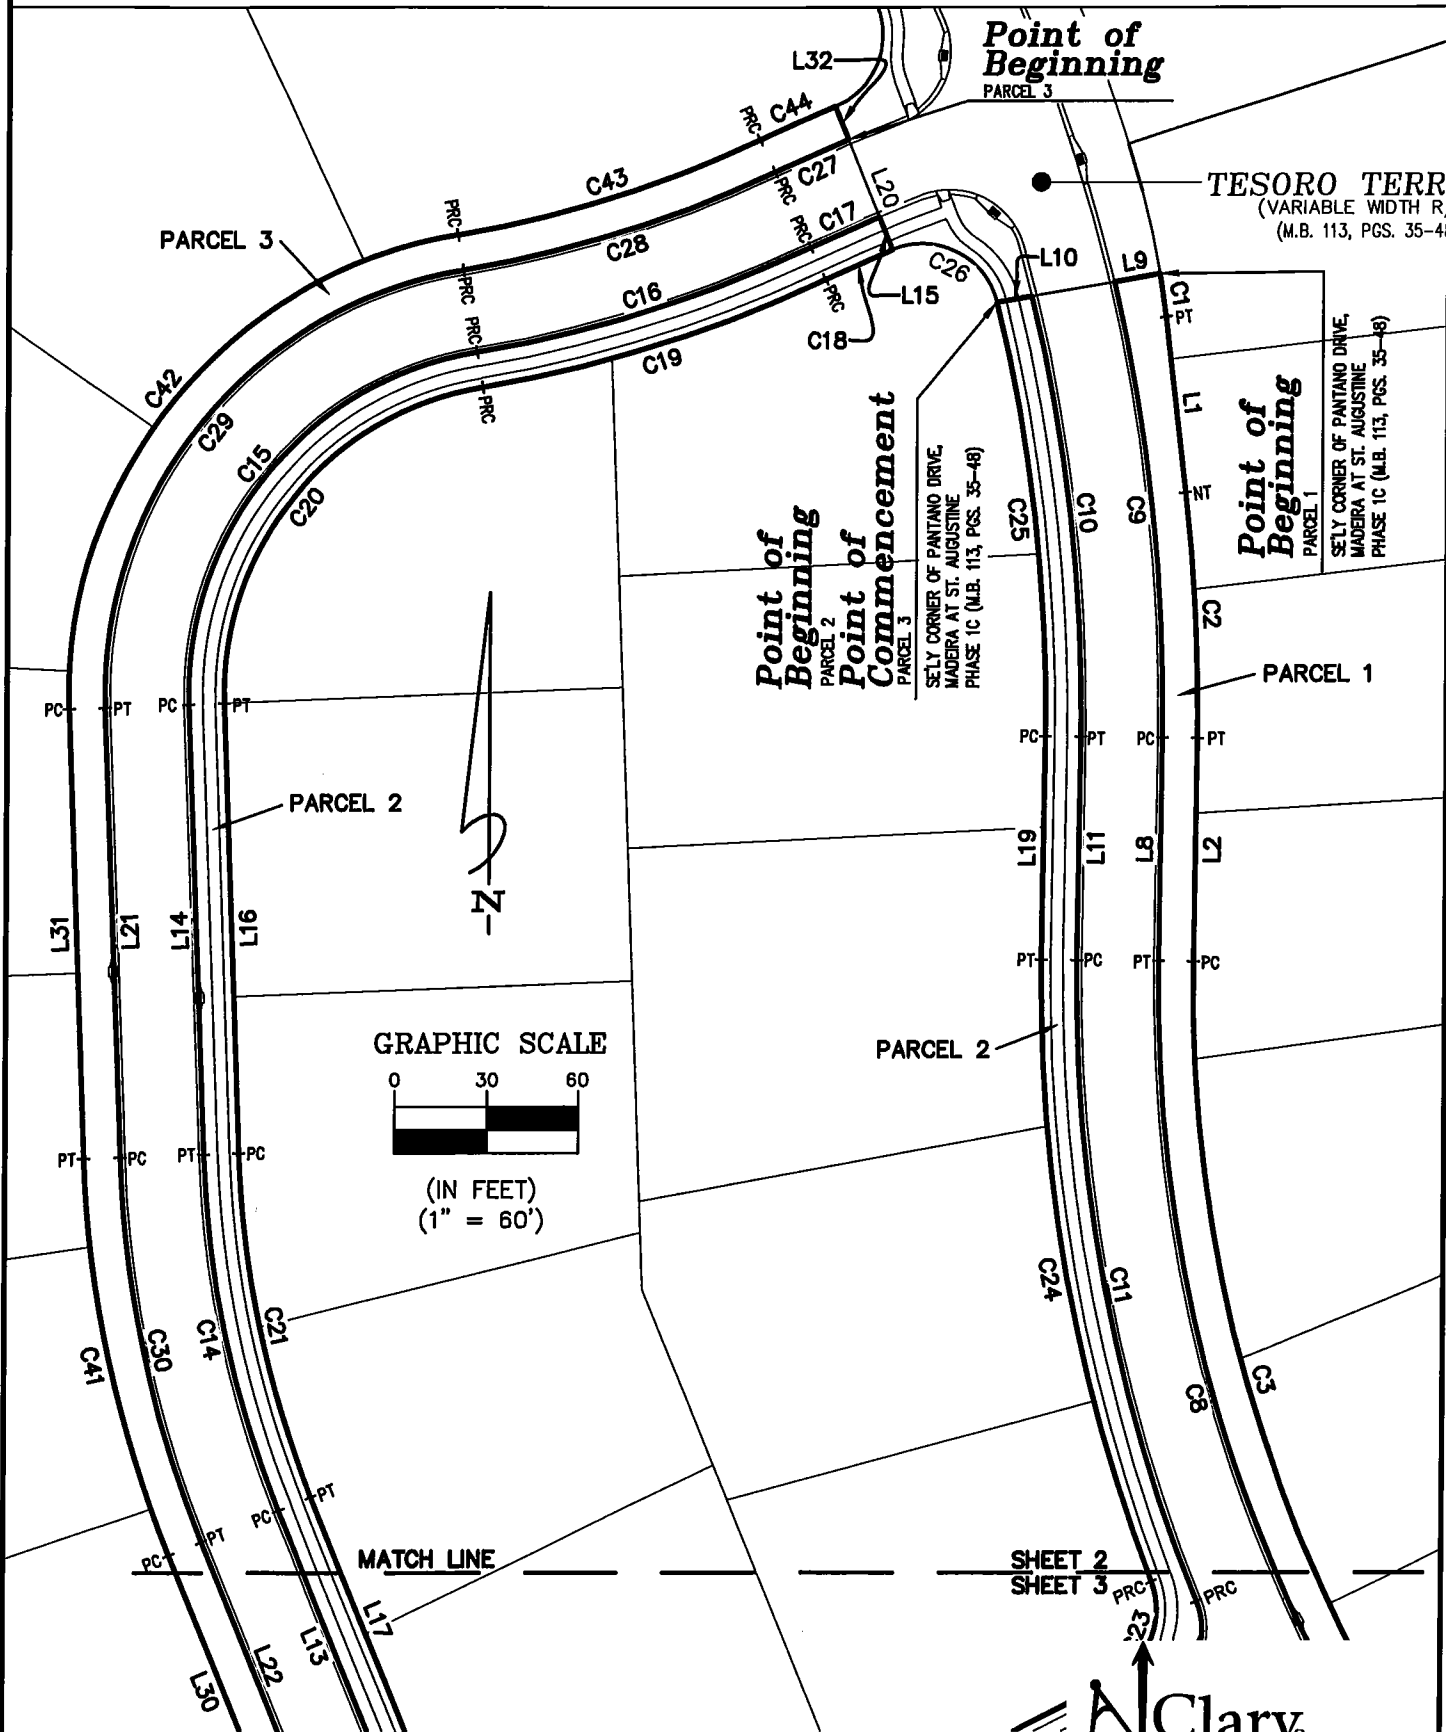 Point of
Beginning
PARCEL 3
L32
C44
PRC
C43
C27
L20
PRC
TESORO TERR
(VARIABLE WIDTH R/
(M.B. 113, PGS. 35-48
PRC
C28
C17
PRC
PARCEL 3
L10
L9
C26
C1
PT
L15
C16
PRC
C18
PRC
PRC
C19
PRC
C42
C29
C15
C20
L1
NT
Point of
Beginning
PARCEL 1
SE'LY CORNER OF PANTANO DRIVE,
MADEIRA AT ST. AUGUSTINE
PHASE 1C (M.B. 113, PGS. 35-48)
Point of
Beginning
PARCEL 2
Point of
Commencement
PARCEL 3
SE'LY CORNER OF PANTANO DRIVE,
MADEIRA AT ST. AUGUSTINE
PHASE 1C (M.B. 113, PGS. 35-48)
C25
C10
C9
C2
PARCEL 1
PC
PT
PC
PT
PC
PT
PC
PT
PARCEL 2
L19
L11
L8
L2
N
L31
L21
L14
L16
PT
PC
PT
PC
GRAPHIC SCALE
0 30 60
(IN FEET)
(1" = 60')
PARCEL 2
PT
PC
PT
PC
C41
C30
C14
C21
C24
C11
C8
C3
PC
PT
PC
PT
MATCH LINE
SHEET 2
SHEET 3
PRC
PRC
L30
L22
L13
L17
23
Clary